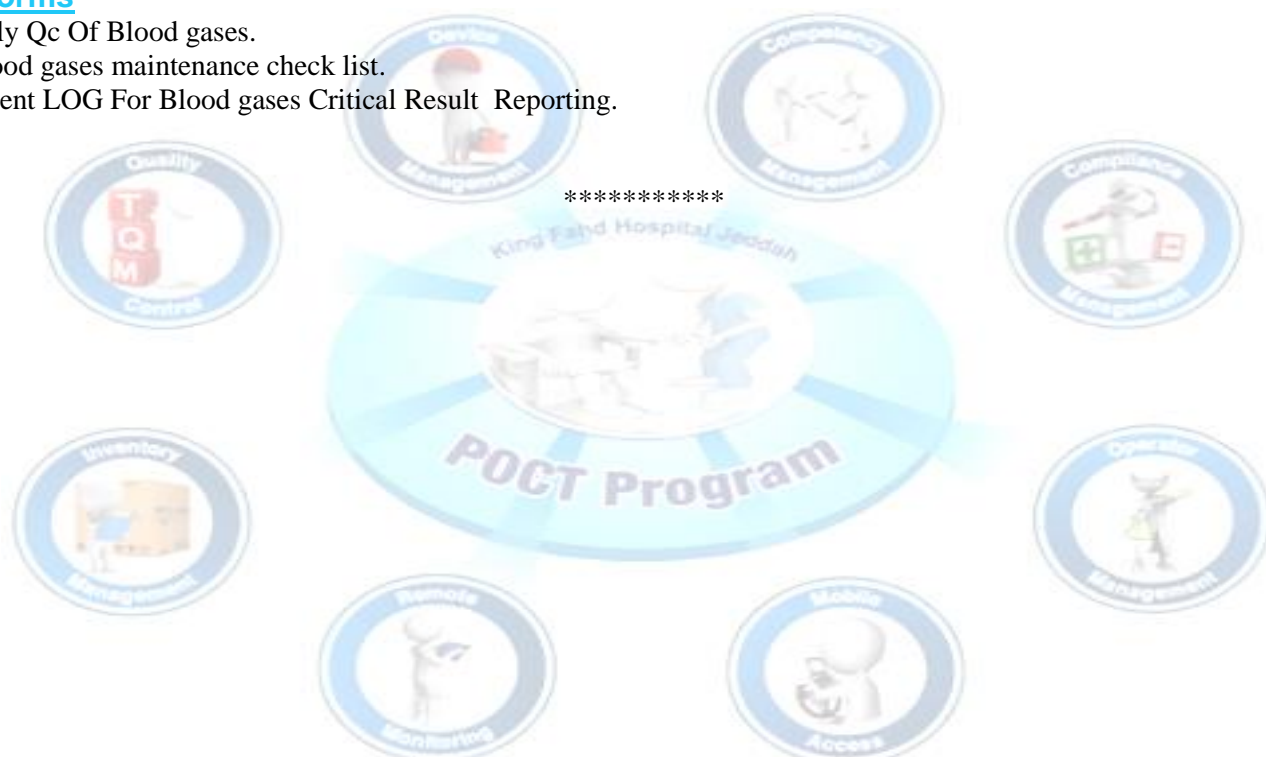 orms
ly Qc Of Blood gases.
ood gases maintenance check list.
ent LOG For Blood gases Critical Result Reporting.
***********
Device
Management
Competency
Management
Quality
TQM
Control
Compliance
Management
King Fahd Hospital Jeddah
POCT Program
Inventory
Management
Operator
Management
Remote
Monitoring
Mobile
Access